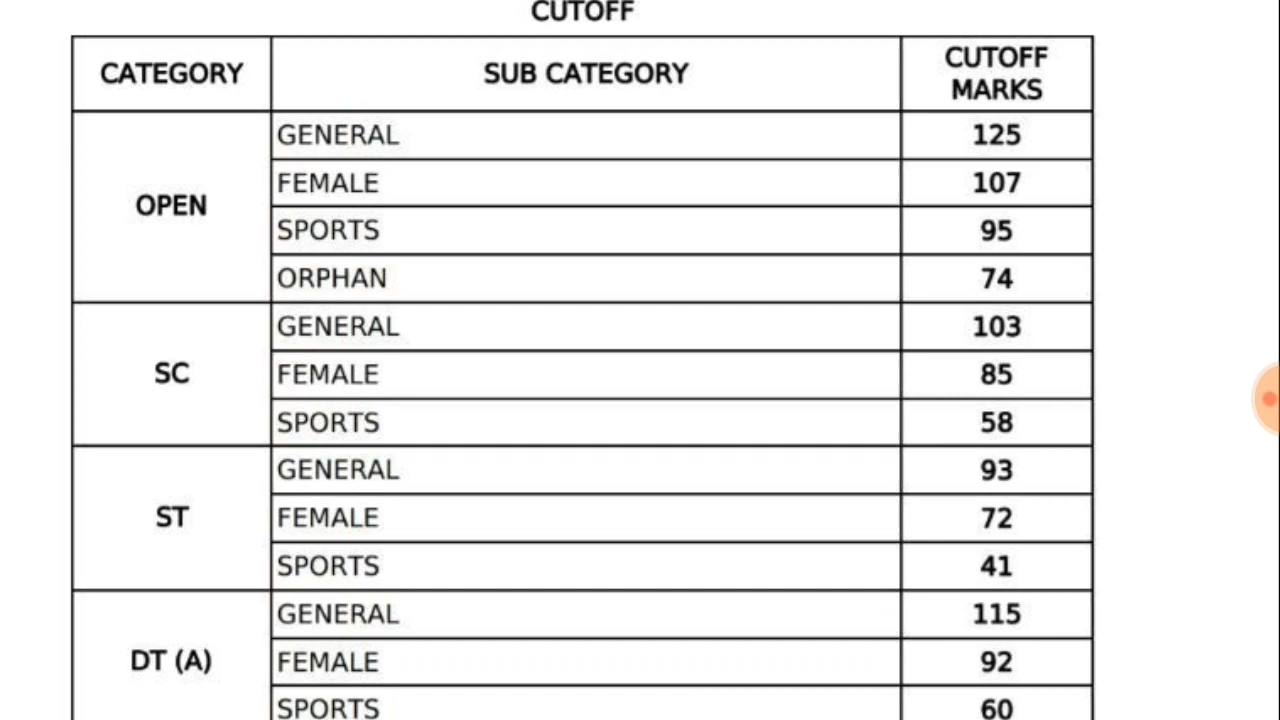 CUTOFF
CATEGORY SUB CATEGORY CUTOFF MARKS
OPEN GENERAL 125
FEMALE 107
SPORTS 95
ORPHAN 74
SC GENERAL 103
FEMALE 85
SPORTS 58
ST GENERAL 93
FEMALE 72
SPORTS 41
DT (A) GENERAL 115
FEMALE 92
SPORTS 60